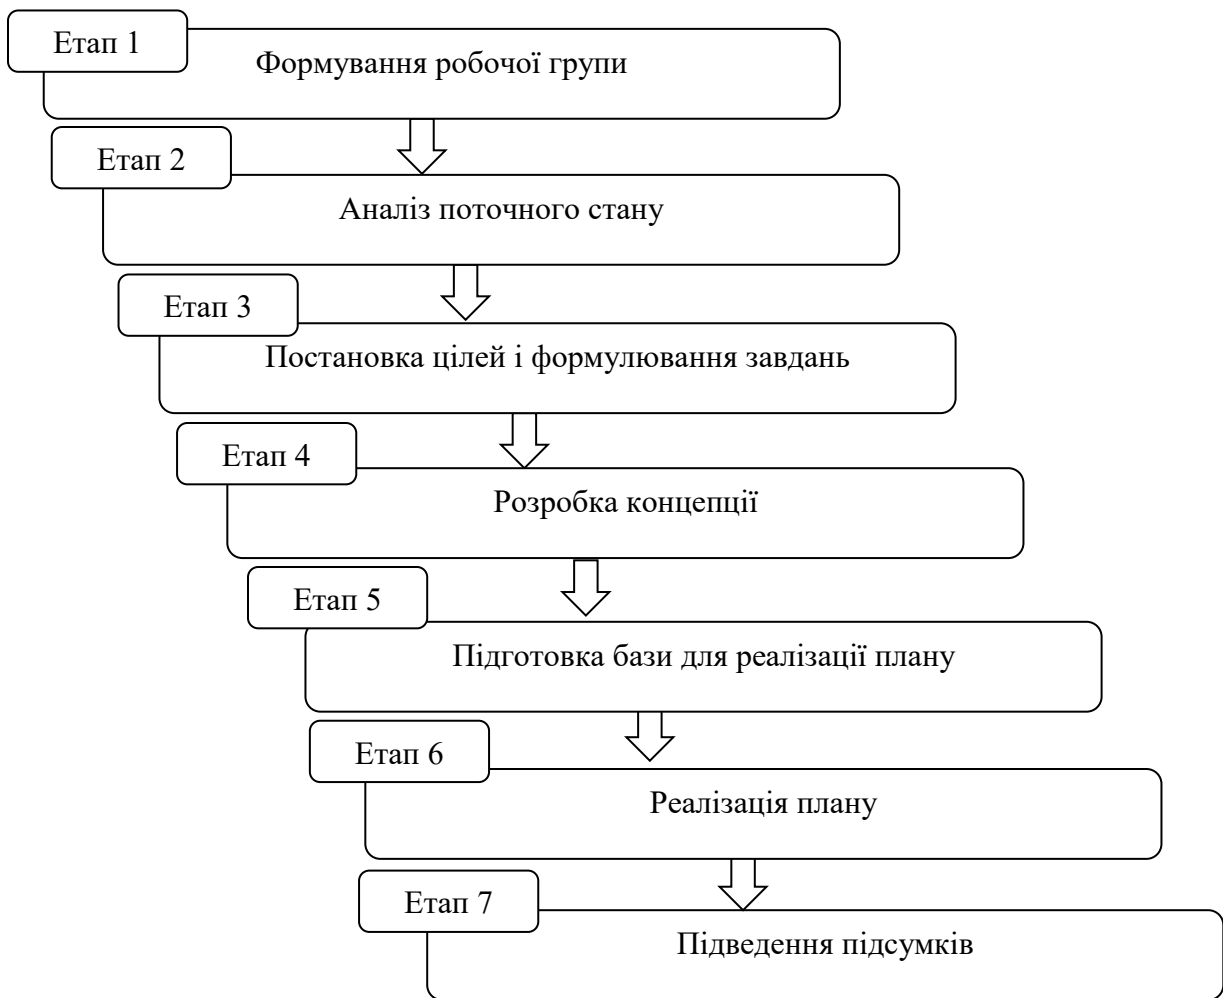 Етап 1
Формування робочої групи
Етап 2
Аналіз поточного стану
Етап 3
Постановка цілей і формулювання завдань
Етап 4
Розробка концепції
Етап 5
Підготовка бази для реалізації плану
Етап 6
Реалізація плану
Етап 7
Підведення підсумків